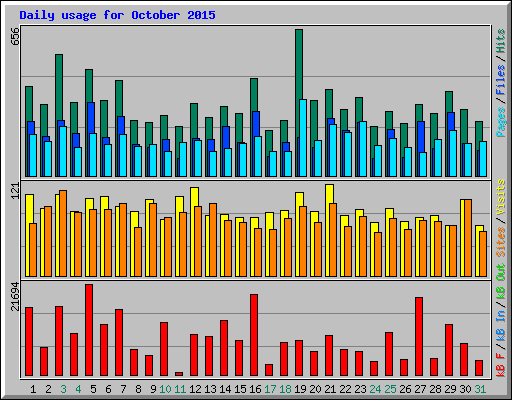 Daily usage for October 2015
656
Pages / Files / Hits
121
kB F / kB In / kB Out Sites / Visits
21694
1 2 3 4 5 6 7 8 9 10 11 12 13 14 15 16 17 18 19 20 21 22 23 24 25 26 27 28 29 30 31